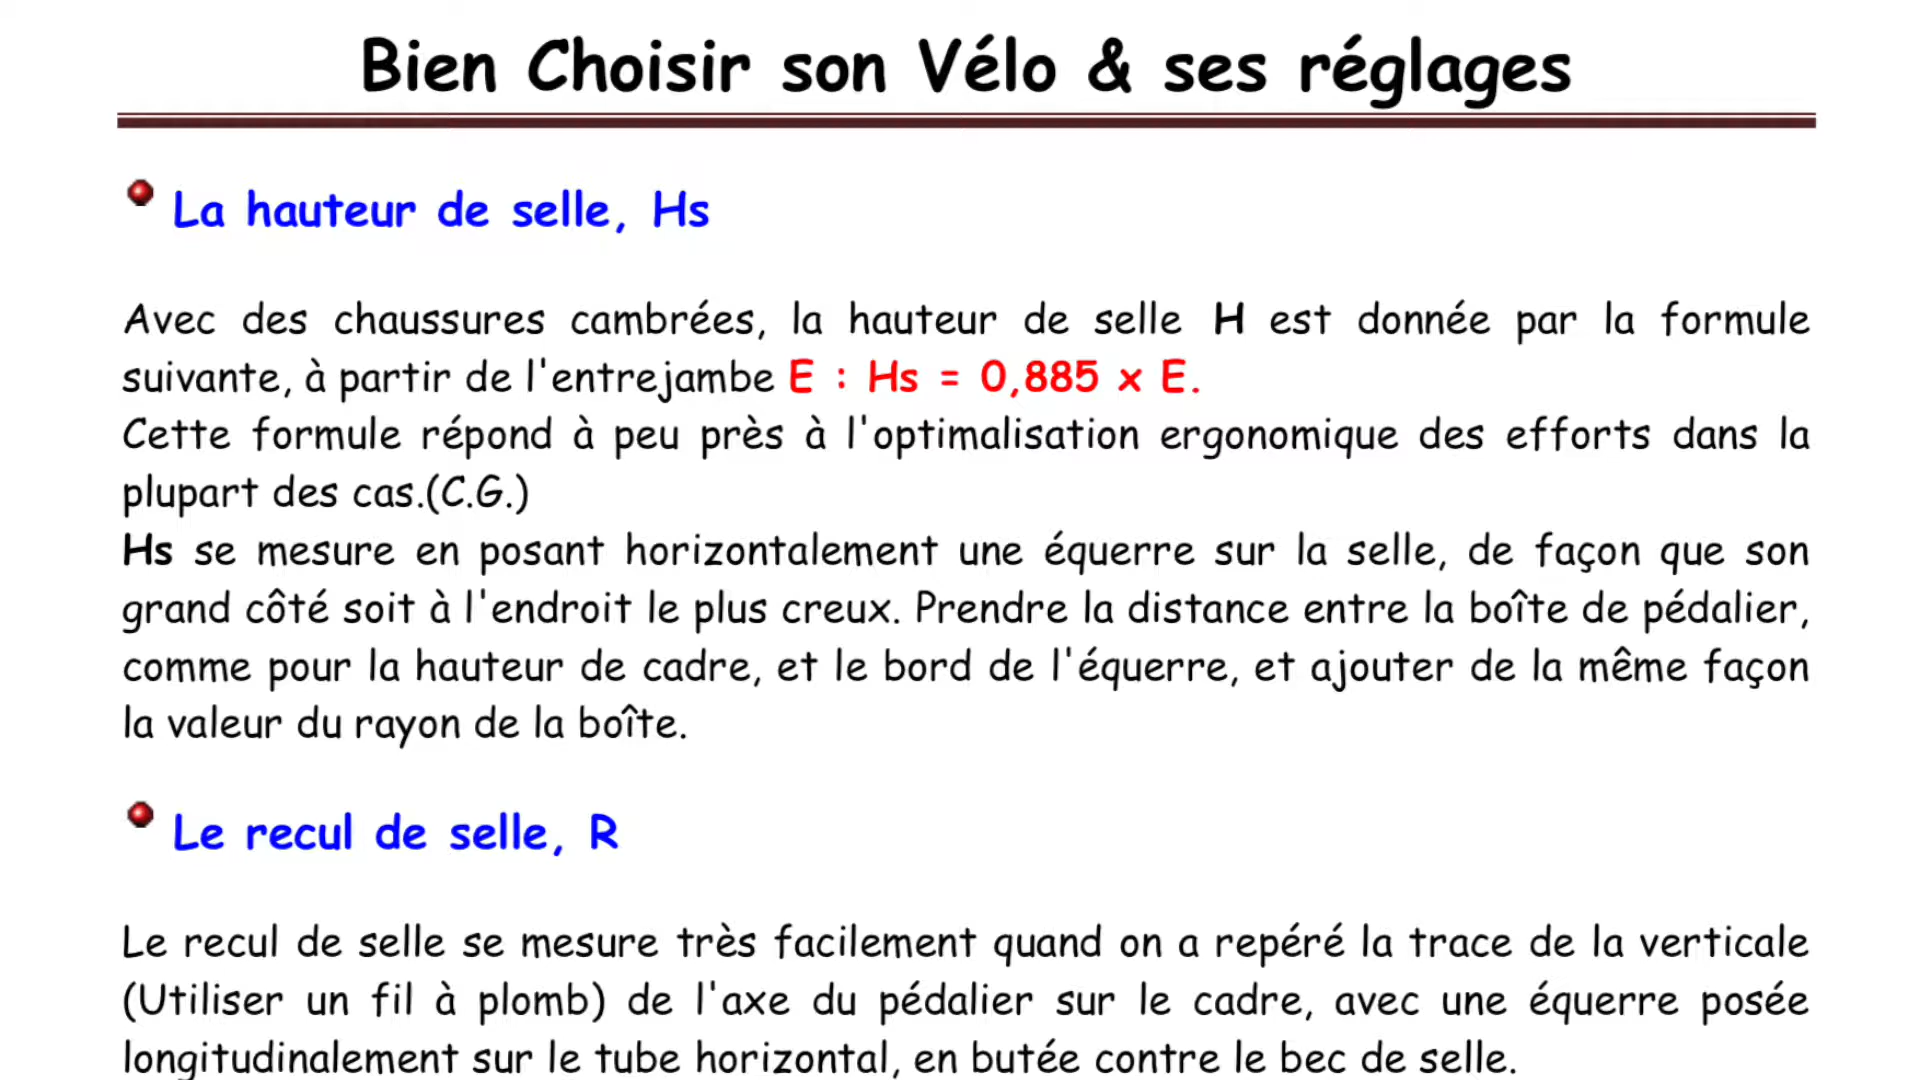 Bien Choisir son Vélo & ses réglages
La hauteur de selle, Hs
Avec des chaussures cambrées, la hauteur de selle H est donnée par la formule
suivante, à partir de l'entrejambe E : Hs = 0,885 x E.
Cette formule répond à peu près à l'optimalisation ergonomique des efforts dans la
plupart des cas.(C.G.)
Hs se mesure en posant horizontalement une équerre sur la selle, de façon que son
grand côté soit à l'endroit le plus creux. Prendre la distance entre la boîte de pédalier,
comme pour la hauteur de cadre, et le bord de l'équerre, et ajouter de la même façon
la valeur du rayon de la boîte.
Le recul de selle, R
Le recul de selle se mesure très facilement quand on a repéré la trace de la verticale
(Utiliser un fil à plomb) de l'axe du pédalier sur le cadre, avec une équerre posée
longitudinalement sur le tube horizontal, en butée contre le bec de selle.